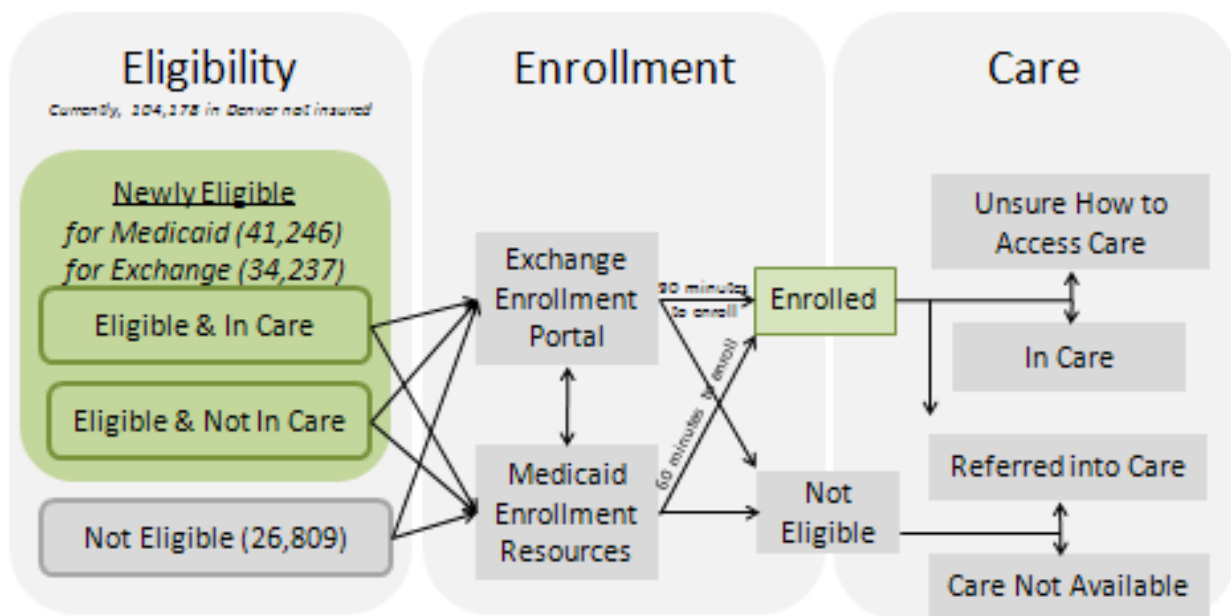 Eligibility
Currently, 104,178 in Denver not insured
Newly Eligible
for Medicaid (41,246)
for Exchange (34,237)
Eligible & In Care
Eligible & Not In Care
Not Eligible (26,809)
Enrollment
Exchange
Enrollment
Portal
Medicaid
Enrollment
Resources
90 minutes
to enroll
60 minutes to enroll
Enrolled
Not
Eligible
Care
Unsure How to
Access Care
In Care
Referred into Care
Care Not Available